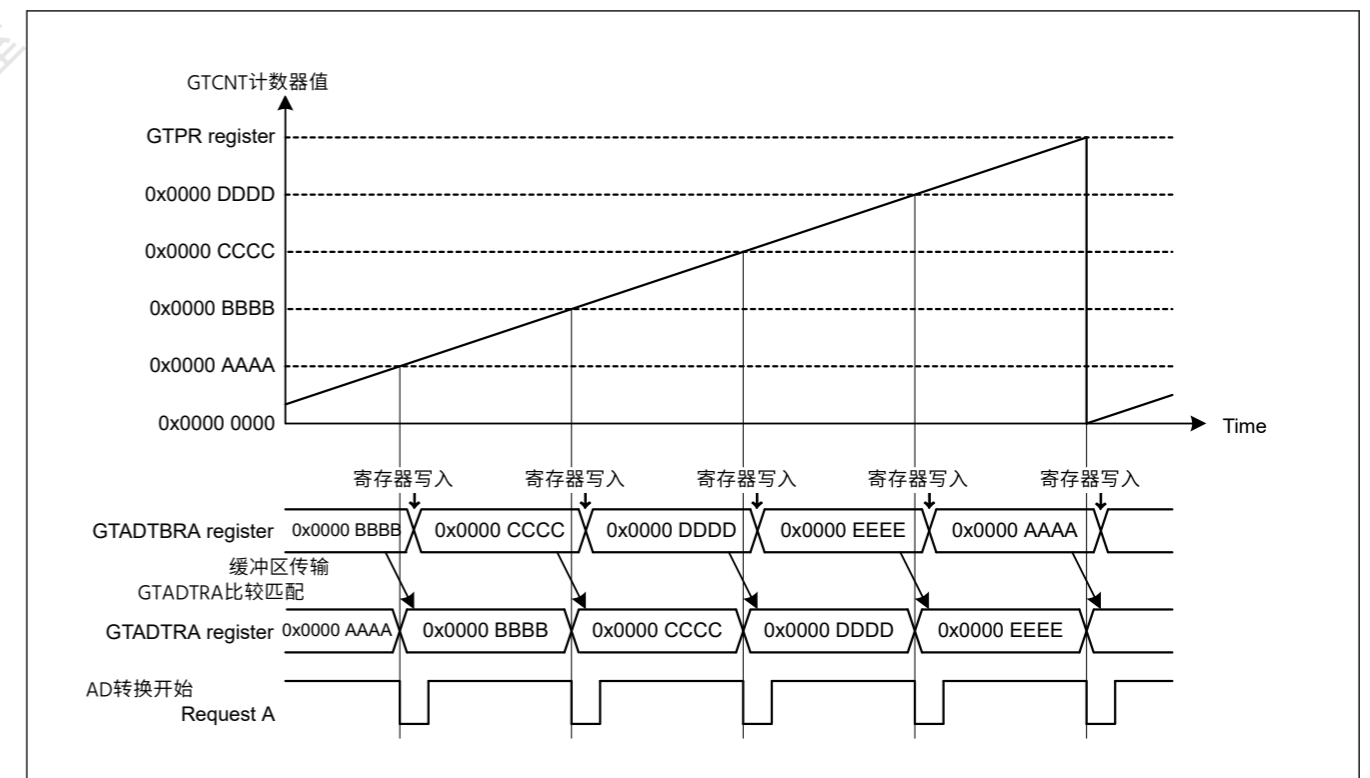 GTCNT计数器值
GTPR register
0x0000 DDDD
0x0000 CCCC
0x0000 BBBB
0x0000 AAAA
0x0000 0000
Time
寄存器写入 寄存器写入 寄存器写入 寄存器写入 寄存器写入
GTADTBRA register 0x0000 BBBB 0x0000 CCCC 0x0000 DDDD 0x0000 EEEE 0x0000 AAAA
缓冲区传输
GTADTRA比较匹配
GTADTRA register 0x0000 AAAA 0x0000 BBBB 0x0000 CCCC 0x0000 DDDD 0x0000 EEEE
AD转换开始
Request A